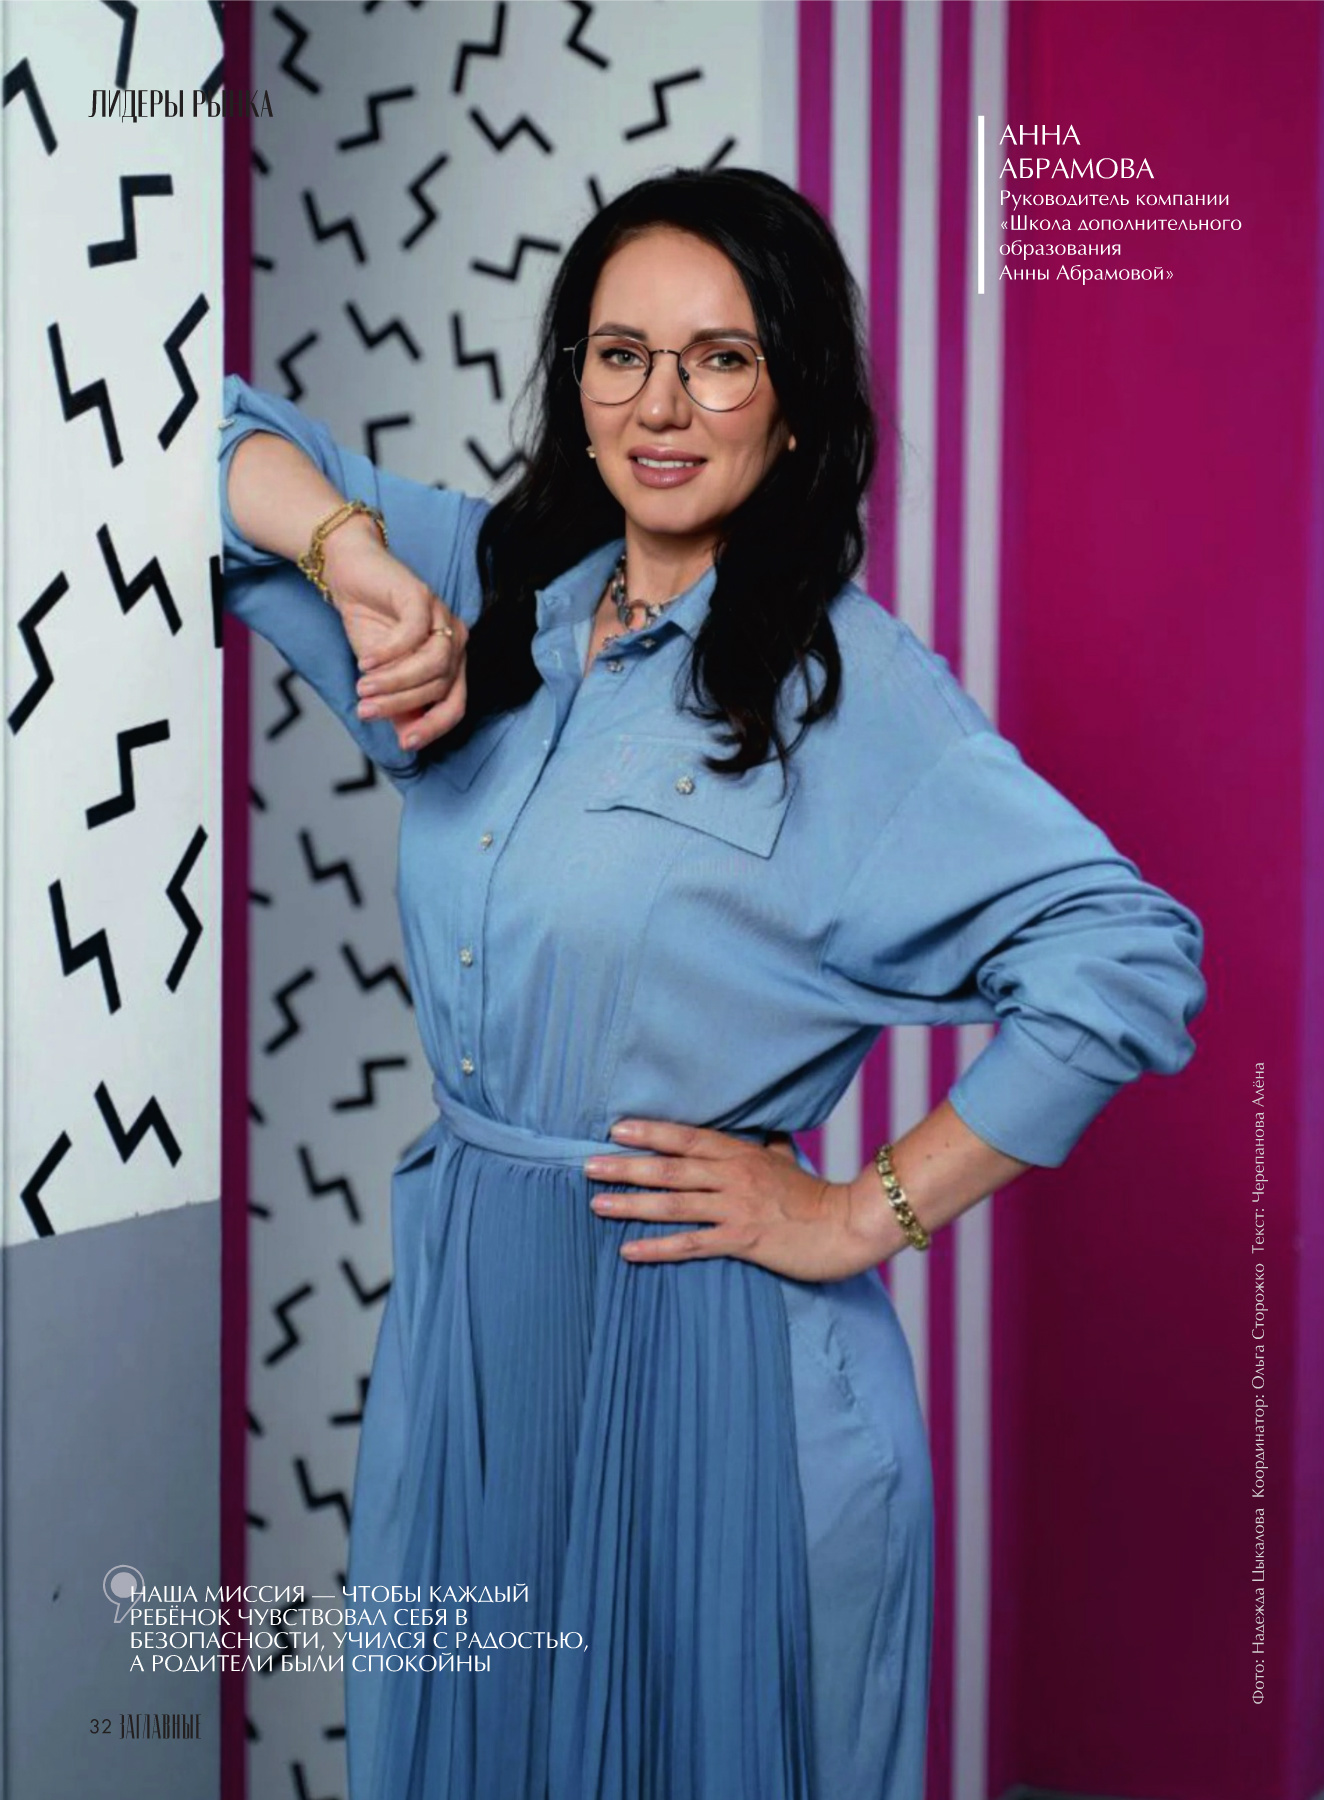 ЛИДЕРЫ РЫНКА
АННА
АБРАМОВА
Руководитель компании
«Школа дополнительного
образования
Анны Абрамовой»
Фото: Надежда Цыкалова Координатор: Ольга Сторожко Текст: Черепанова Алёна
НАША МИССИЯ — ЧТОБЫ КАЖДЫЙ
РЕБЁНОК ЧУВСТВОВАЛ СЕБЯ В
БЕЗОПАСНОСТИ, УЧИЛСЯ С РАДОСТЬЮ,
А РОДИТЕЛИ БЫЛИ СПОКОЙНЫ
32 ЗАГЛАВНЫЕ